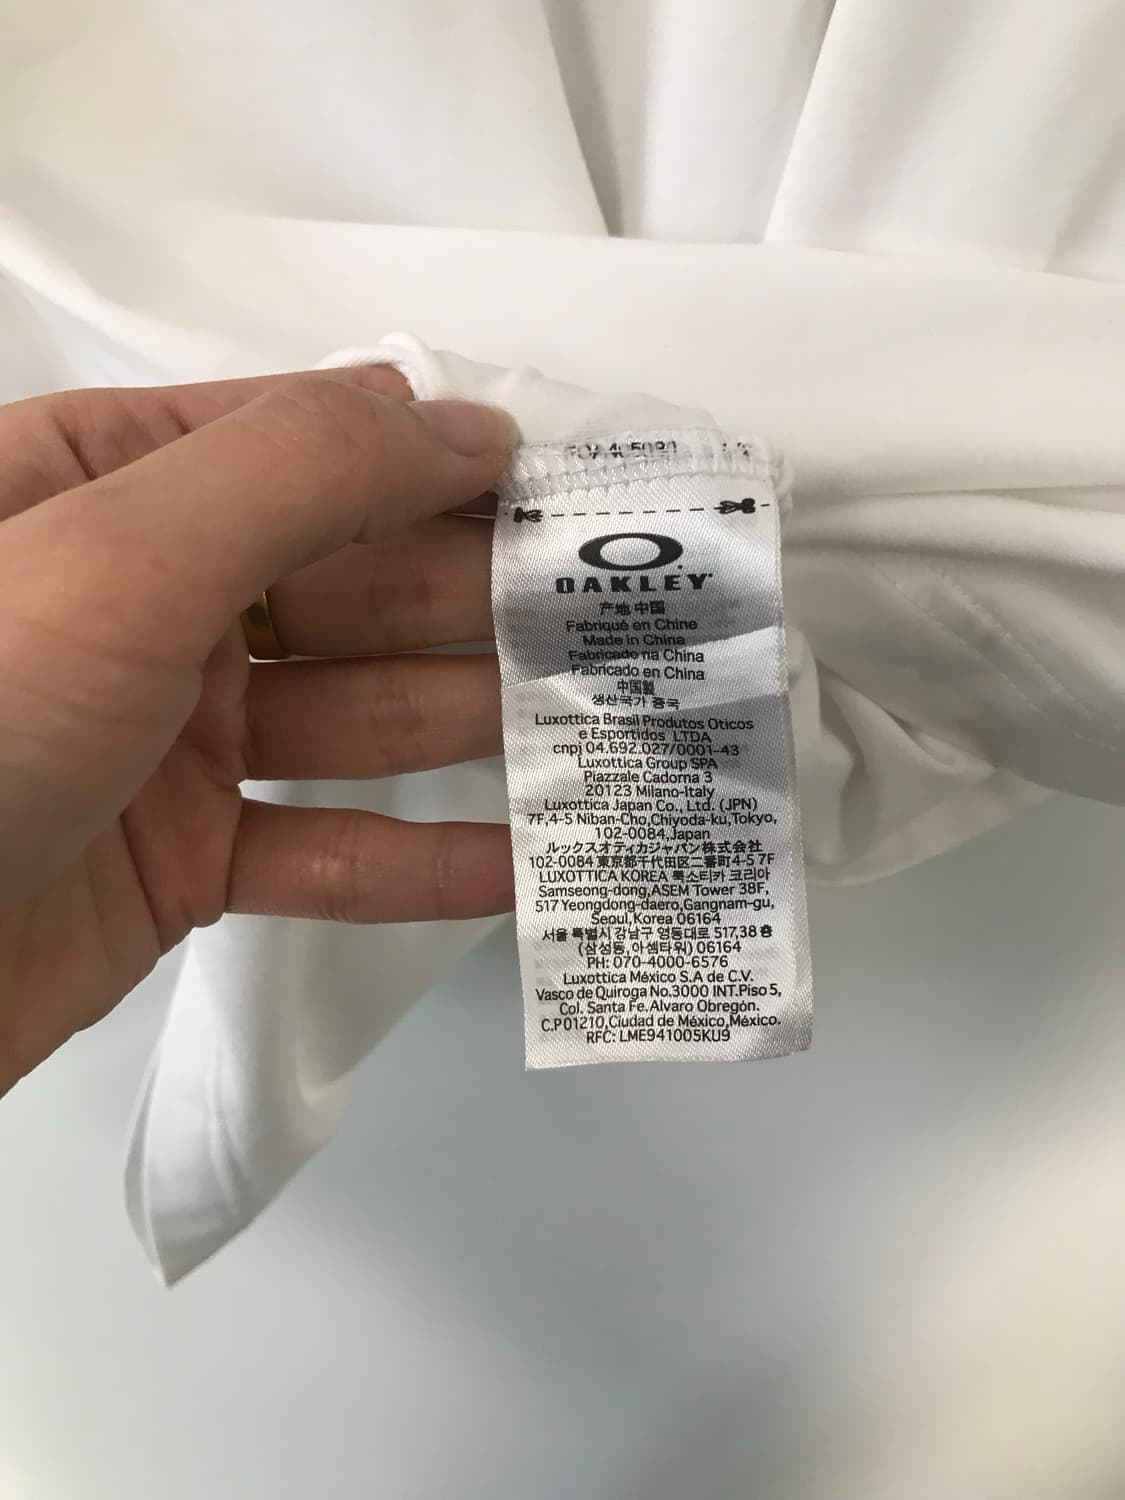 OAKLEY
产地 中国
Fabriqué en Chine
Made in China
Fabricado na China
Fabricado en China
中国製
생산국가 중국
Luxottica Brasil Produtos Oticos
e Esportidos LTDA
cnpj 04.692.027/0001-43
Luxottica Group SPA
Piazzale Cadorna 3
20123 Milano-Italy
Luxottica Japan Co., Ltd. (JPN)
7F,4-5 Niban-Cho,Chiyoda-ku,Tokyo,
102-0084,Japan
ルックスオティカジャパン株式会社
102-0084 東京都千代田区二番町4-5 7F
LUXOTTICA KOREA 룩소티카 코리아
Samseong-dong,ASEM Tower 38F,
517 Yeongdong-daero,Gangnam-gu,
Seoul,Korea 06164
서울 특별시 강남구 영동대로 517,38층
(삼성동,아셈타워) 06164
PH: 070-4000-6576
Luxottica México S.A de C.V.
Vasco de Quiroga No.3000 INT.Piso 5,
Col. Santa Fe.Alvaro Obregón.
C.P01210,Ciudad de México,México.
RFC: LME941005KU9